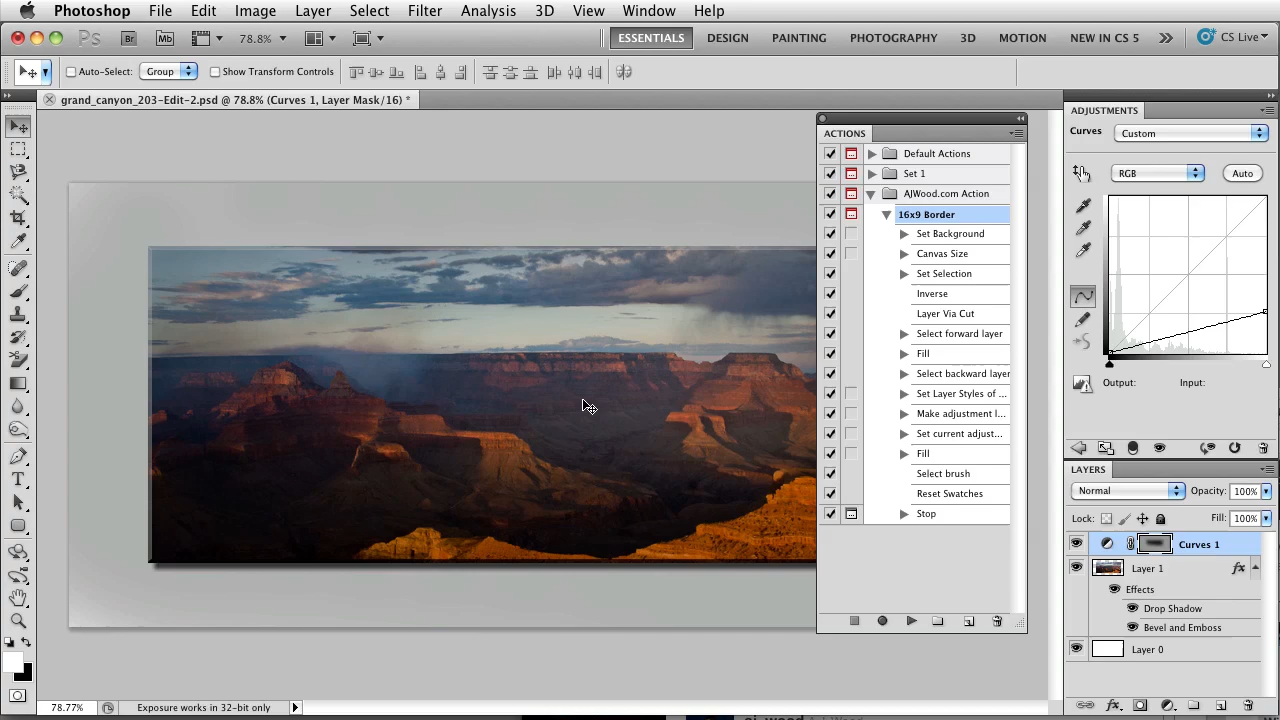 Photoshop File Edit Image Layer Select Filter Analysis 3D View Window Help
Ps Br Mb 78.8% ESSENTIALS DESIGN PAINTING PHOTOGRAPHY 3D MOTION NEW IN CS 5 CS Live
Auto-Select: Group Show Transform Controls
grand_canyon_203-Edit-2.psd @ 78.8% (Curves 1, Layer Mask/16) *
ACTIONS
Default Actions
Set 1
AJWood.com Action
16x9 Border
Set Background
Canvas Size
Set Selection
Inverse
Layer Via Cut
Select forward layer
Fill
Select backward layer
Set Layer Styles of ...
Make adjustment l...
Set current adjust...
Fill
Select brush
Reset Swatches
Stop
ADJUSTMENTS
Curves Custom
RGB Auto
Output: Input:
LAYERS
Normal Opacity: 100%
Lock: Fill: 100%
Curves 1
Layer 1 fx
Effects
Drop Shadow
Bevel and Emboss
Layer 0
fx
T
78.77% Exposure works in 32-bit only